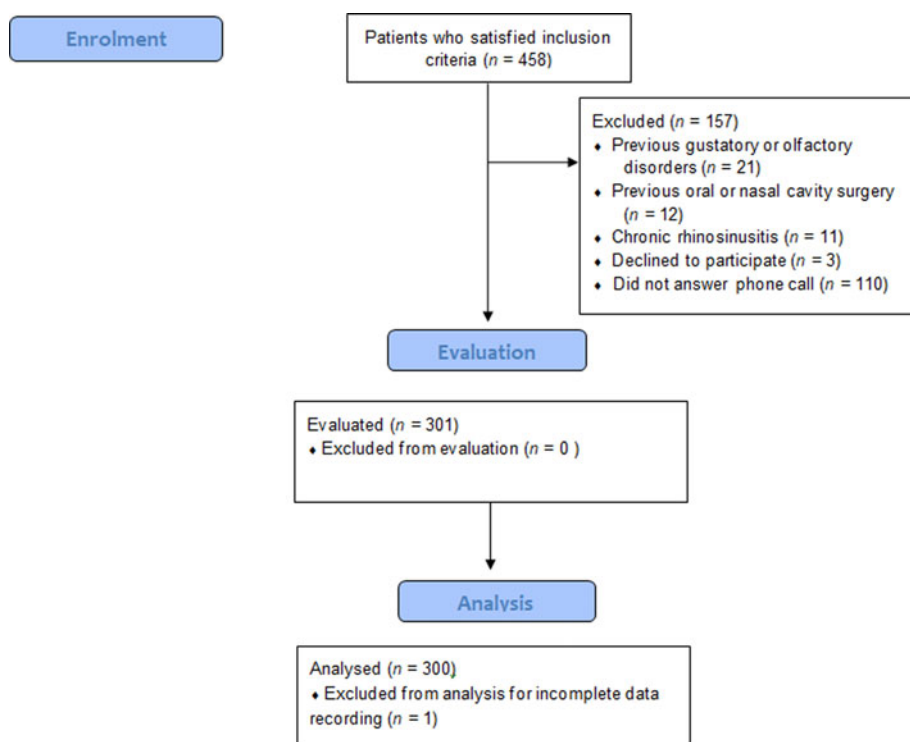 Enrolment
Patients who satisfied inclusion
criteria (n = 458)
Excluded (n = 157)
♦ Previous gustatory or olfactory
disorders (n = 21)
♦ Previous oral or nasal cavity surgery
(n = 12)
♦ Chronic rhinosinusitis (n = 11)
♦ Declined to participate (n = 3)
♦ Did not answer phone call (n = 110)
Evaluation
Evaluated (n = 301)
♦ Excluded from evaluation (n = 0 )
Analysis
Analysed (n = 300)
♦ Excluded from analysis for incomplete data
recording (n = 1)